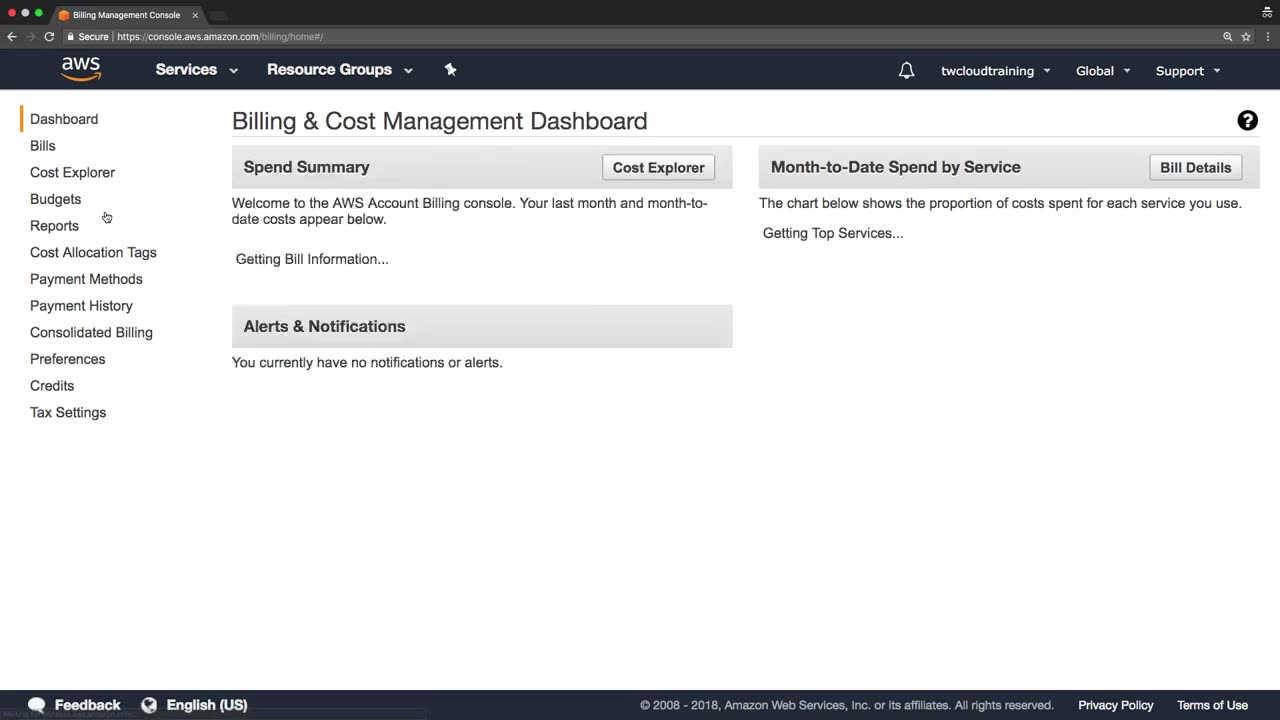 Billing Management Console
Secure | https://console.aws.amazon.com/billing/home#/
aws Services Resource Groups twcloudtraining Global Support
Dashboard
Bills
Cost Explorer
Budgets
Reports
Cost Allocation Tags
Payment Methods
Payment History
Consolidated Billing
Preferences
Credits
Tax Settings
Billing & Cost Management Dashboard
?
Spend Summary
Cost Explorer
Welcome to the AWS Account Billing console. Your last month and month-to-
date costs appear below.
Getting Bill Information...
Alerts & Notifications
You currently have no notifications or alerts.
Month-to-Date Spend by Service
Bill Details
The chart below shows the proportion of costs spent for each service you use.
Getting Top Services...
Feedback English (US) © 2008 - 2018, Amazon Web Services, Inc. or its affiliates. All rights reserved. Privacy Policy Terms of Use